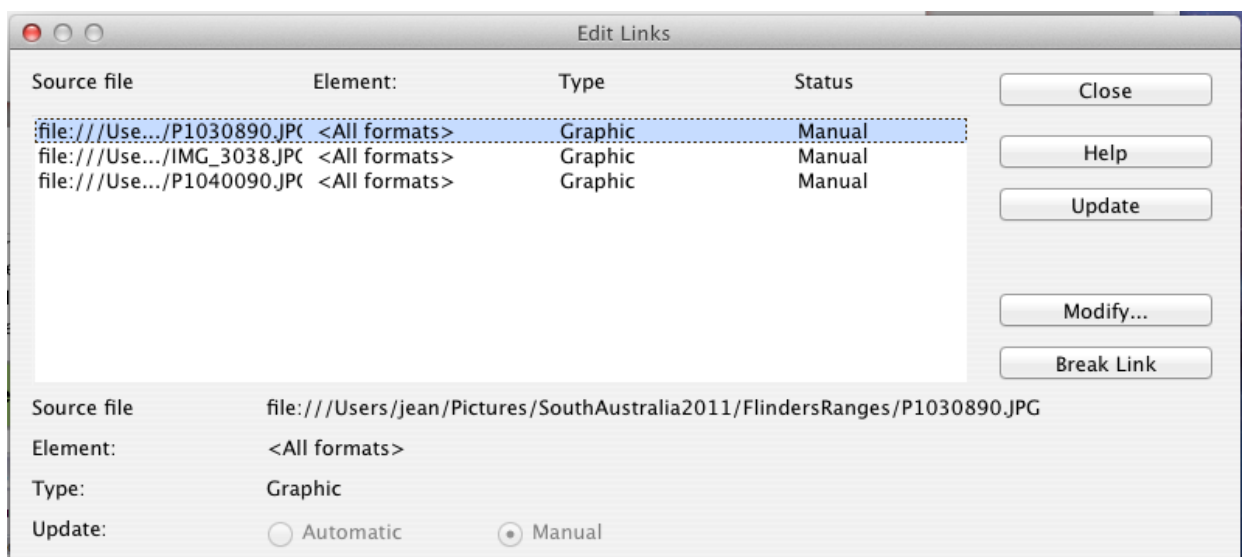 Edit Links
Source file Element: Type Status
Close
file:///Use.../P1030890.JP( <All formats> Graphic Manual
file:///Use.../IMG_3038.JP( <All formats> Graphic Manual
Help
file:///Use.../P1040090.JP( <All formats> Graphic Manual
Update
Modify...
Break Link
Source file file:///Users/jean/Pictures/SouthAustralia2011/FlindersRanges/P1030890.JPG
Element: <All formats>
Type: Graphic
Update: Automatic Manual